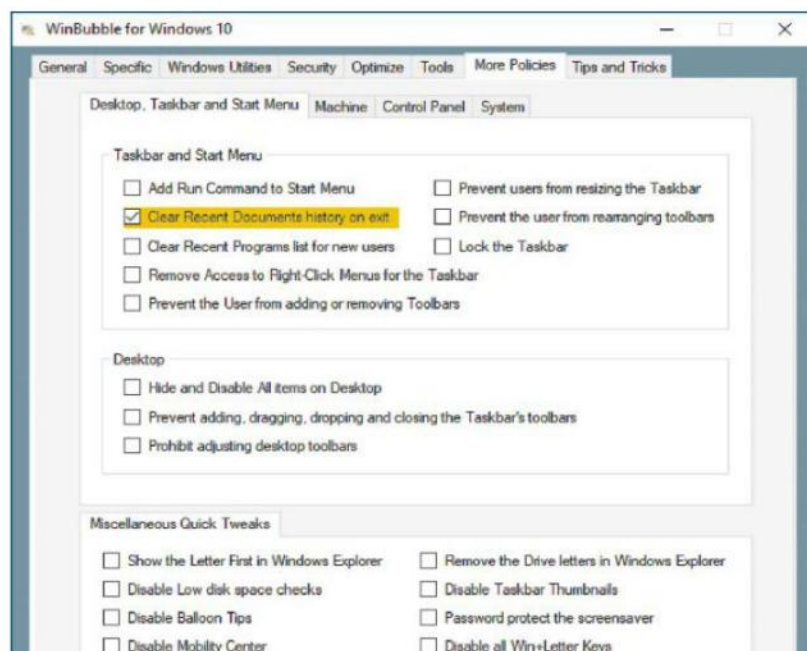 WinBubble for Windows 10
General Specific Windows Utilities Security Optimize Tools More Policies Tips and Tricks
Desktop, Taskbar and Start Menu Machine Control Panel System
Taskbar and Start Menu
Add Run Command to Start Menu
Prevent users from resizing the Taskbar
Clear Recent Documents history on exit
Prevent the user from rearranging toolbars
Clear Recent Programs list for new users
Lock the Taskbar
Remove Access to Right-Click Menus for the Taskbar
Prevent the User from adding or removing Toolbars
Desktop
Hide and Disable All items on Desktop
Prevent adding, dragging, dropping and closing the Taskbar's toolbars
Prohibit adjusting desktop toolbars
Miscellaneous Quick Tweaks
Show the Letter First in Windows Explorer
Remove the Drive letters in Windows Explorer
Disable Low disk space checks
Disable Taskbar Thumbnails
Disable Balloon Tips
Password protect the screensaver
Disable Mobility Center
Disable all Win+Letter Keys